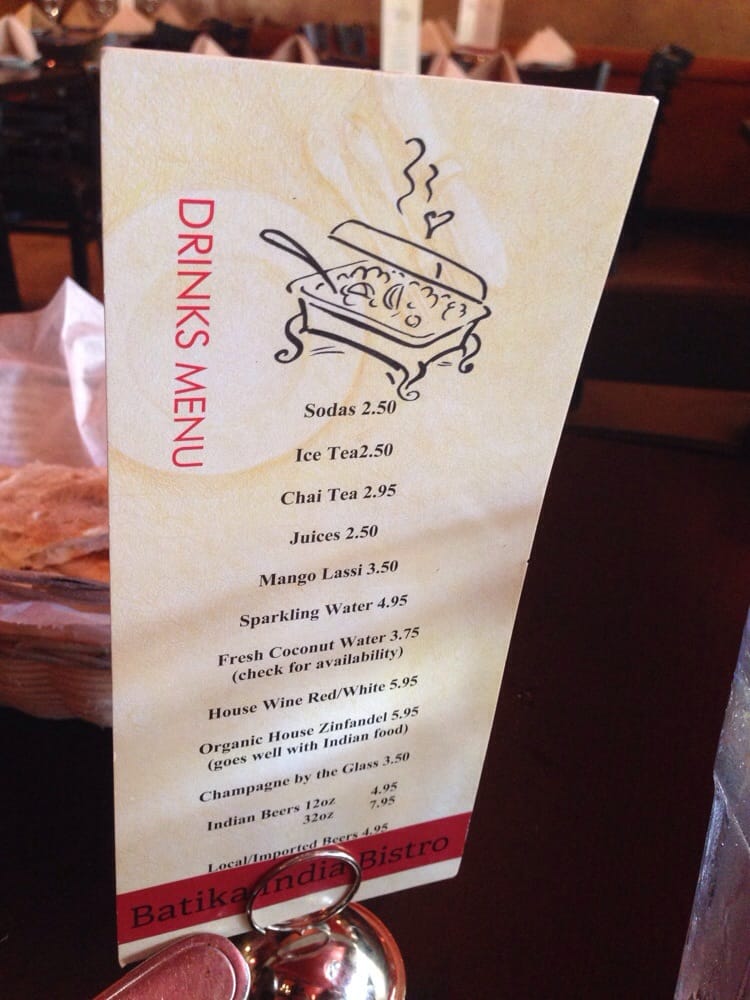 DRINKS MENU
Sodas 2.50
Ice Tea2.50
Chai Tea 2.95
Juices 2.50
Mango Lassi 3.50
Sparkling Water 4.95
Fresh Coconut Water 3.75
(check for availability)
House Wine Red/White 5.95
Organic House Zinfandel 5.95
(goes well with Indian food)
Champagne by the Glass 3.50
Indian Beers 12oz 4.95
32oz 7.95
Local/Imported Beers 4.95
Batika India Bistro